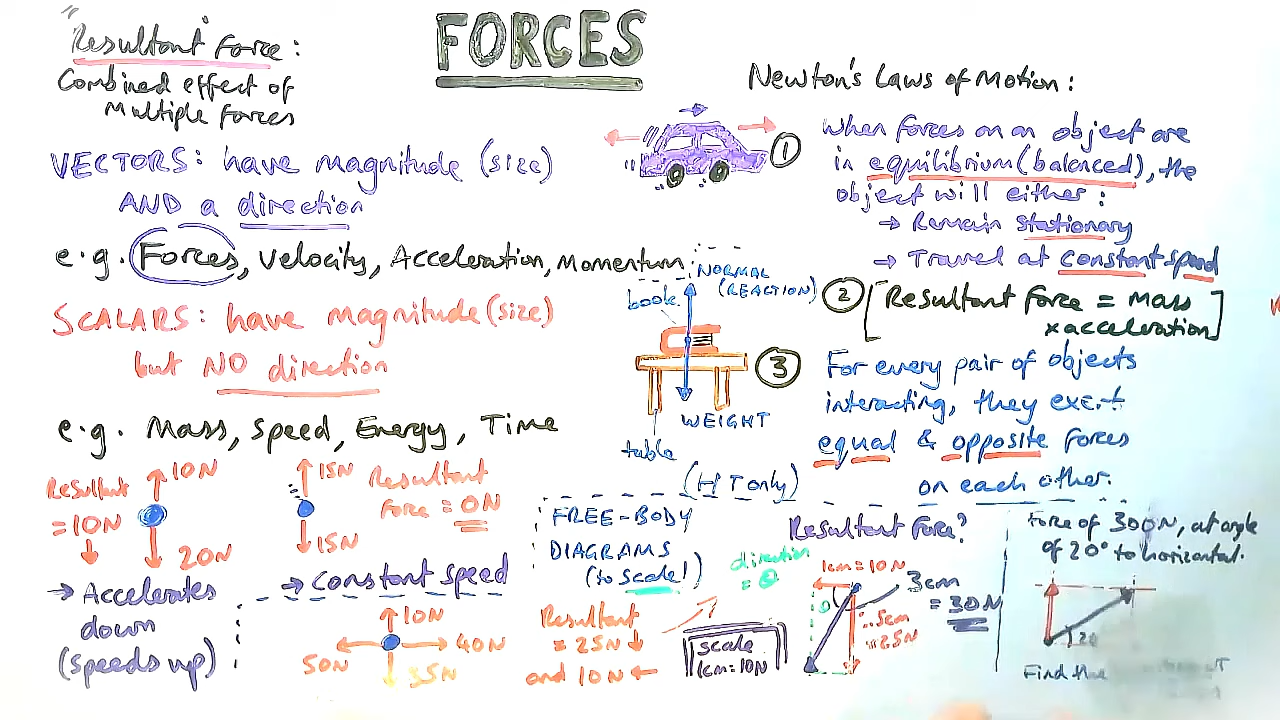 FORCES
"Resultant" Force:
Combined effect of
Multiple forces
VECTORS: have magnitude (size)
AND a direction
e.g. Forces, Velocity, Acceleration, Momentum
SCALARS: have magnitude (size)
but NO direction
e.g. Mass, Speed, Energy, Time
Resultant
= 10N
10N
20N
→ Accelerates
down
(speeds up)
15N
15N
Resultant
force = 0N
→ Constant speed
10N
40N
50N
35N
Newton's Laws of Motion:
①
When forces on an object are
in equilibrium (balanced), the
object will either:
→ Remain stationary
→ Travel at constant speed
② [Resultant force = mass
x acceleration]
③
For every pair of objects
interacting, they exert
equal & opposite forces
on each other.
NORMAL
(REACTION)
book
WEIGHT
table
(HT only)
FREE-BODY
DIAGRAMS
(to scale!)
Resultant
= 25N ↓
and 10N ←
direction
= θ
scale
1cm = 10N
Resultant Force?
1cm = 10N
θ
3cm
= 30N
2.5cm
= 25N
Force of 300N, at angle
of 20° to horizontal.
20
Find the